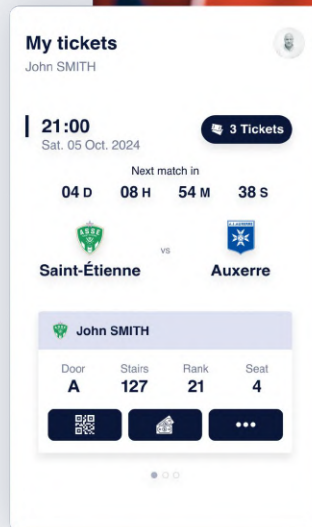 My tickets
John SMITH
21:00
3 Tickets
Sat. 05 Oct. 2024
Next match in
04 D 08 H 54 M 38 S
ASSE
vs
Saint-Étienne Auxerre
John SMITH
Door Stairs Rank Seat
A 127 21 4